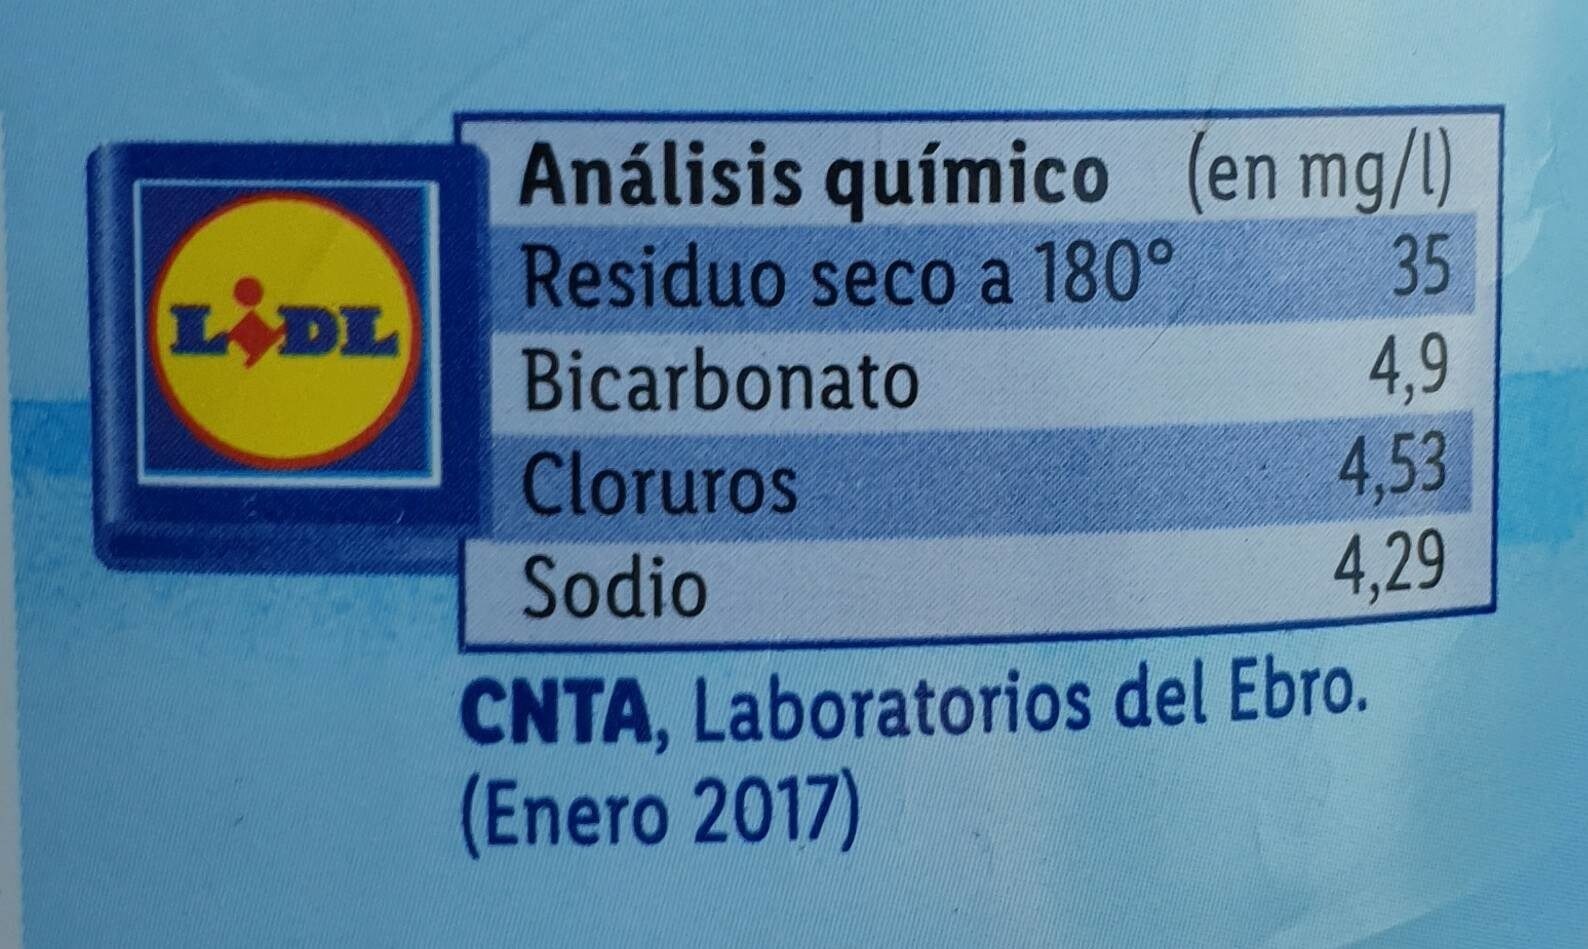 LIDL
Análisis químico (en mg/l)
Residuo seco a 180° 35
Bicarbonato 4,9
Cloruros 4,53
Sodio 4,29
CNTA, Laboratorios del Ebro.
(Enero 2017)